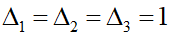 Δ₁ = Δ₂ = Δ₃ = 1